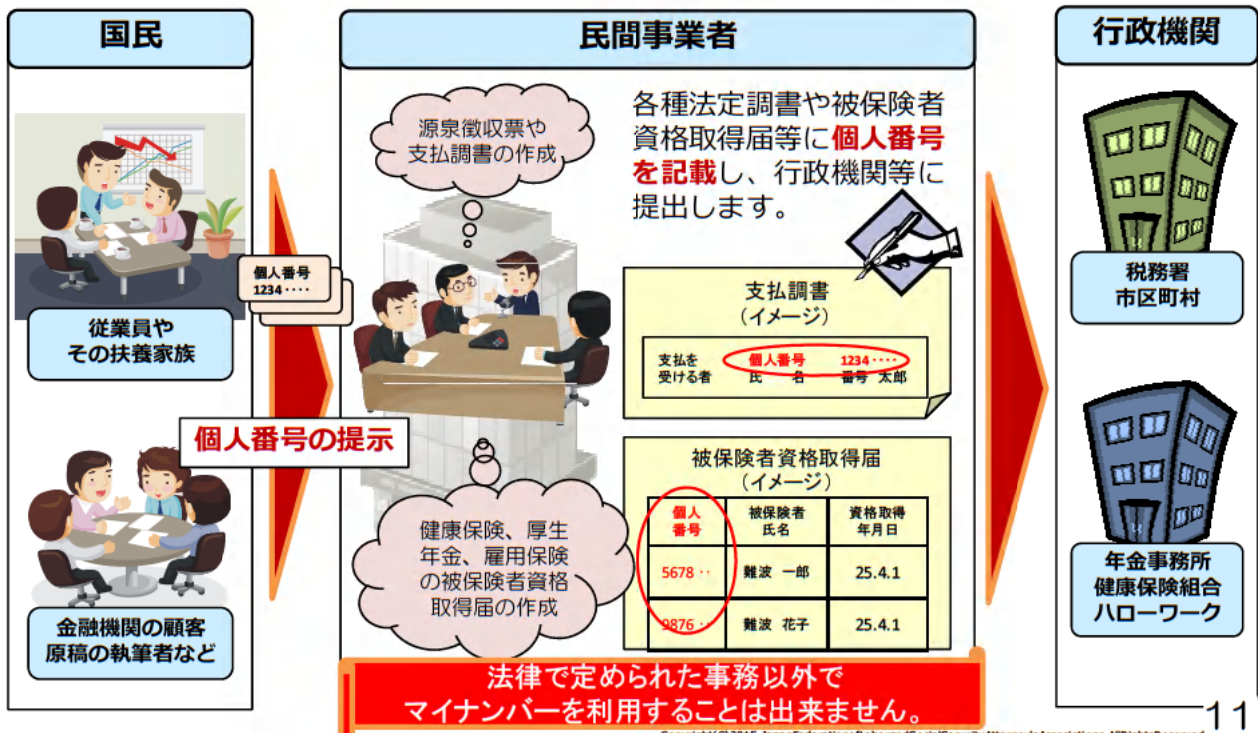 国民
民間事業者
行政機関
源泉徴収票や
支払調書の作成
各種法定調書や被保険者
資格取得届等に個人番号
を記載し、行政機関等に
提出します。
個人番号
1234‥‥
従業員や
その扶養家族
支払調書
(イメージ)
支払を 個人番号 1234‥‥
受ける者 氏 名 番号 太郎
税務署
市区町村
個人番号の提示
被保険者資格取得届
(イメージ)
個人 被保険者 資格取得
番号 氏名 年月日
5678‥ 難波 一郎 25.4.1
9876‥ 難波 花子 25.4.1
健康保険、厚生
年金、雇用保険
の被保険者資格
取得届の作成
年金事務所
健康保険組合
ハローワーク
金融機関の顧客
原稿の執筆者など
法律で定められた事務以外で
マイナンバーを利用することは出来ません。
11